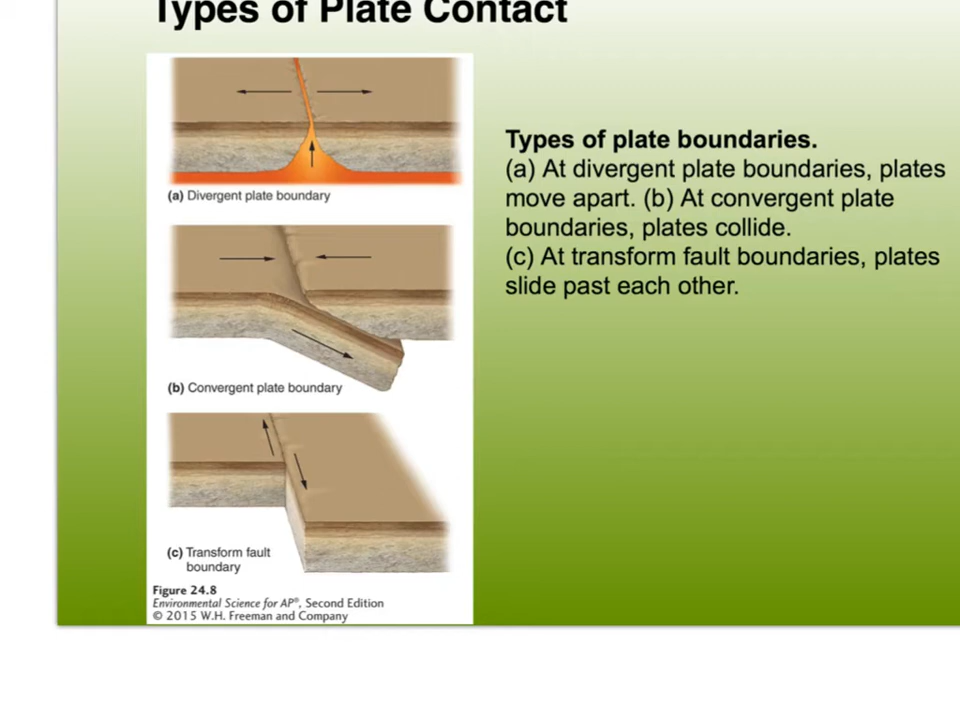 Types of Plate Contact
(a) Divergent plate boundary
(b) Convergent plate boundary
(c) Transform fault
boundary
Figure 24.8
Environmental Science for AP®, Second Edition
© 2015 W.H. Freeman and Company
Types of plate boundaries.
(a) At divergent plate boundaries, plates
move apart. (b) At convergent plate
boundaries, plates collide.
(c) At transform fault boundaries, plates
slide past each other.